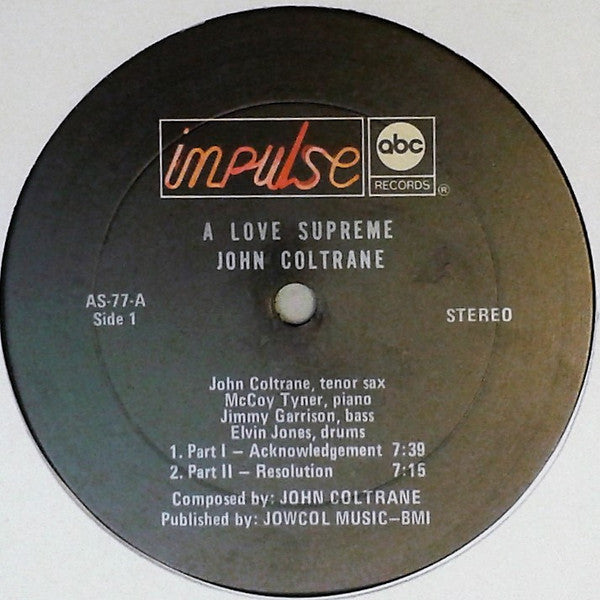 impulse
abc
RECORDS ®
A LOVE SUPREME
JOHN COLTRANE
AS-77-A
Side 1
STEREO
John Coltrane, tenor sax
McCoy Tyner, piano
Jimmy Garrison, bass
Elvin Jones, drums
1. Part I — Acknowledgement 7:39
2. Part II — Resolution 7:15
Composed by: JOHN COLTRANE
Published by: JOWCOL MUSIC—BMI